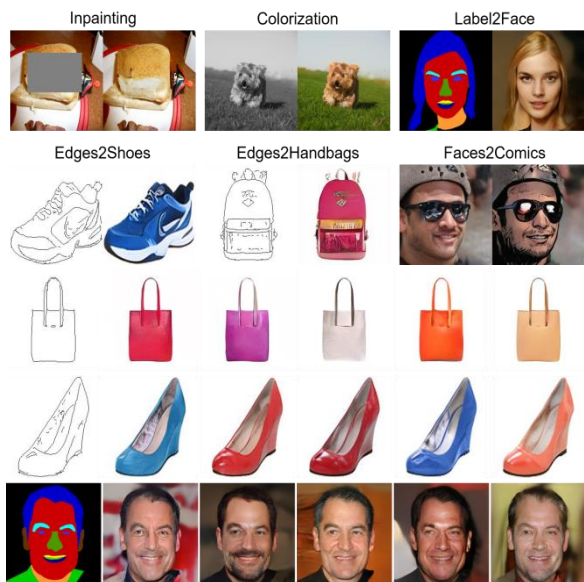 Inpainting
Colorization
Label2Face
Edges2Shoes
Edges2Handbags
Faces2Comics